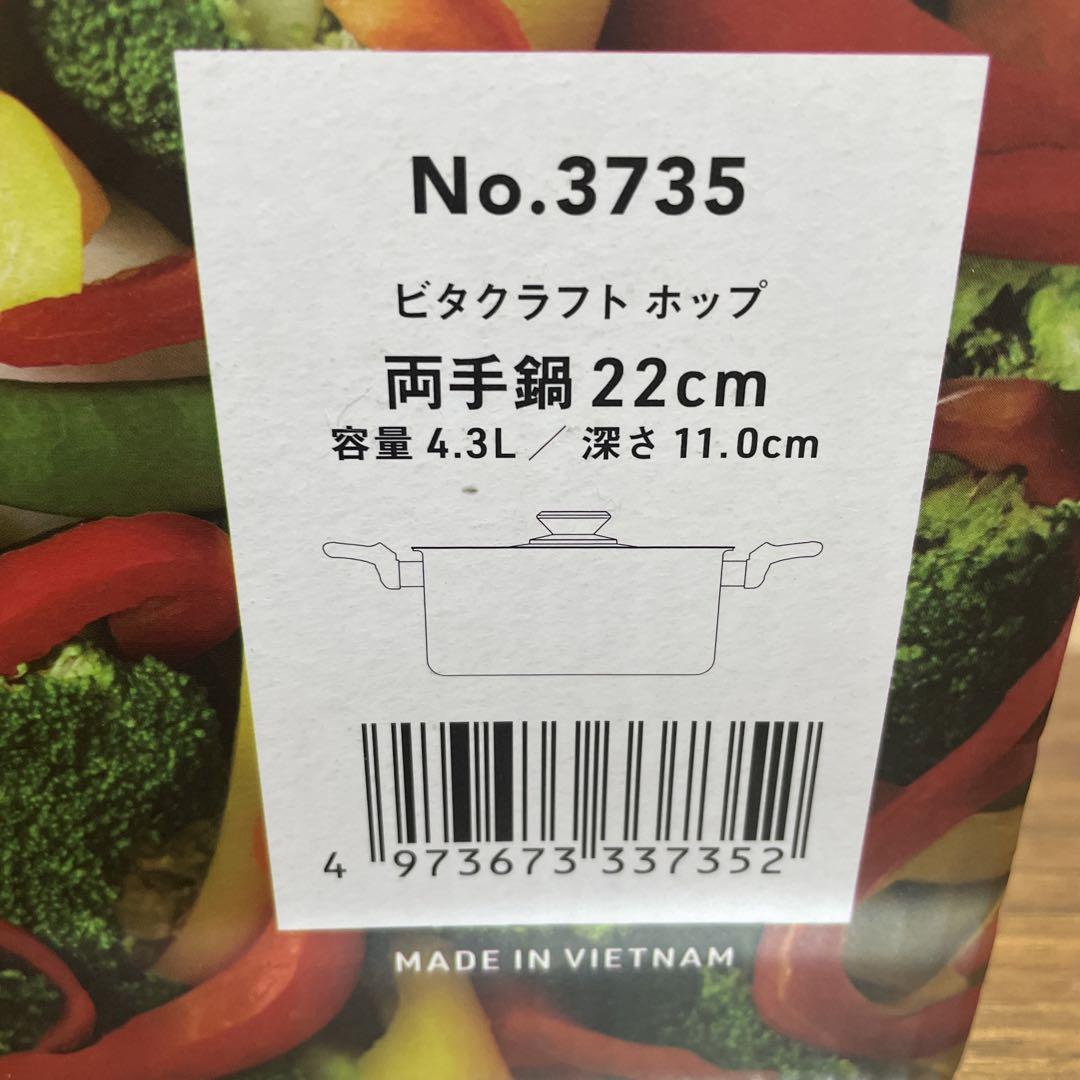 No.3735
ビタクラフト ホップ
両手鍋 22cm
容量 4.3L ／ 深さ 11.0cm
4 973673 337352
MADE IN VIETNAM